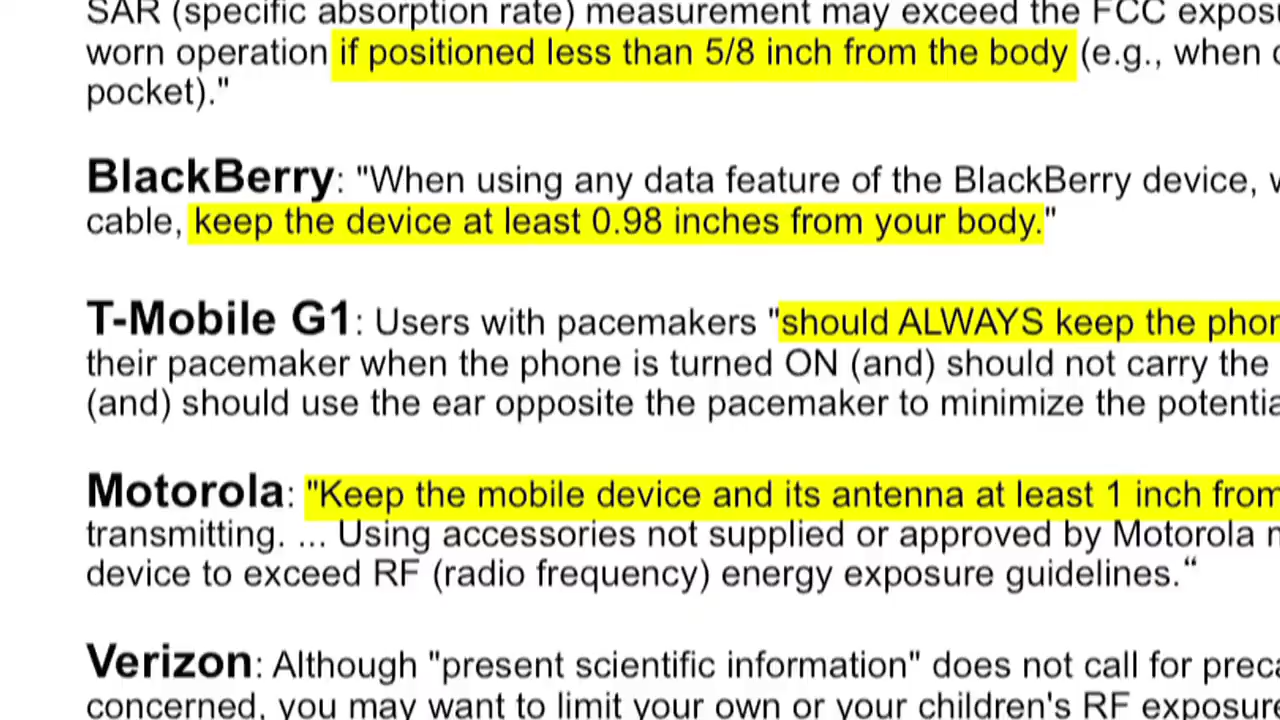 SAR (specific absorption rate) measurement may exceed the FCC
worn operation if positioned less than 5/8 inch from the body (e.g., when
pocket)."
BlackBerry: "When using any data feature of the BlackBerry device,
cable, keep the device at least 0.98 inches from your body."
T-Mobile G1: Users with pacemakers "should ALWAYS keep the
their pacemaker when the phone is turned ON (and) should not carry the
(and) should use the ear opposite the pacemaker to minimize the
Motorola: "Keep the mobile device and its antenna at least 1 inch from
transmitting. ... Using accessories not supplied or approved by Motorola
device to exceed RF (radio frequency) energy exposure guidelines.“
Verizon: Although "present scientific information" does not call for
concerned, you may want to limit your own or your children's RF exposure